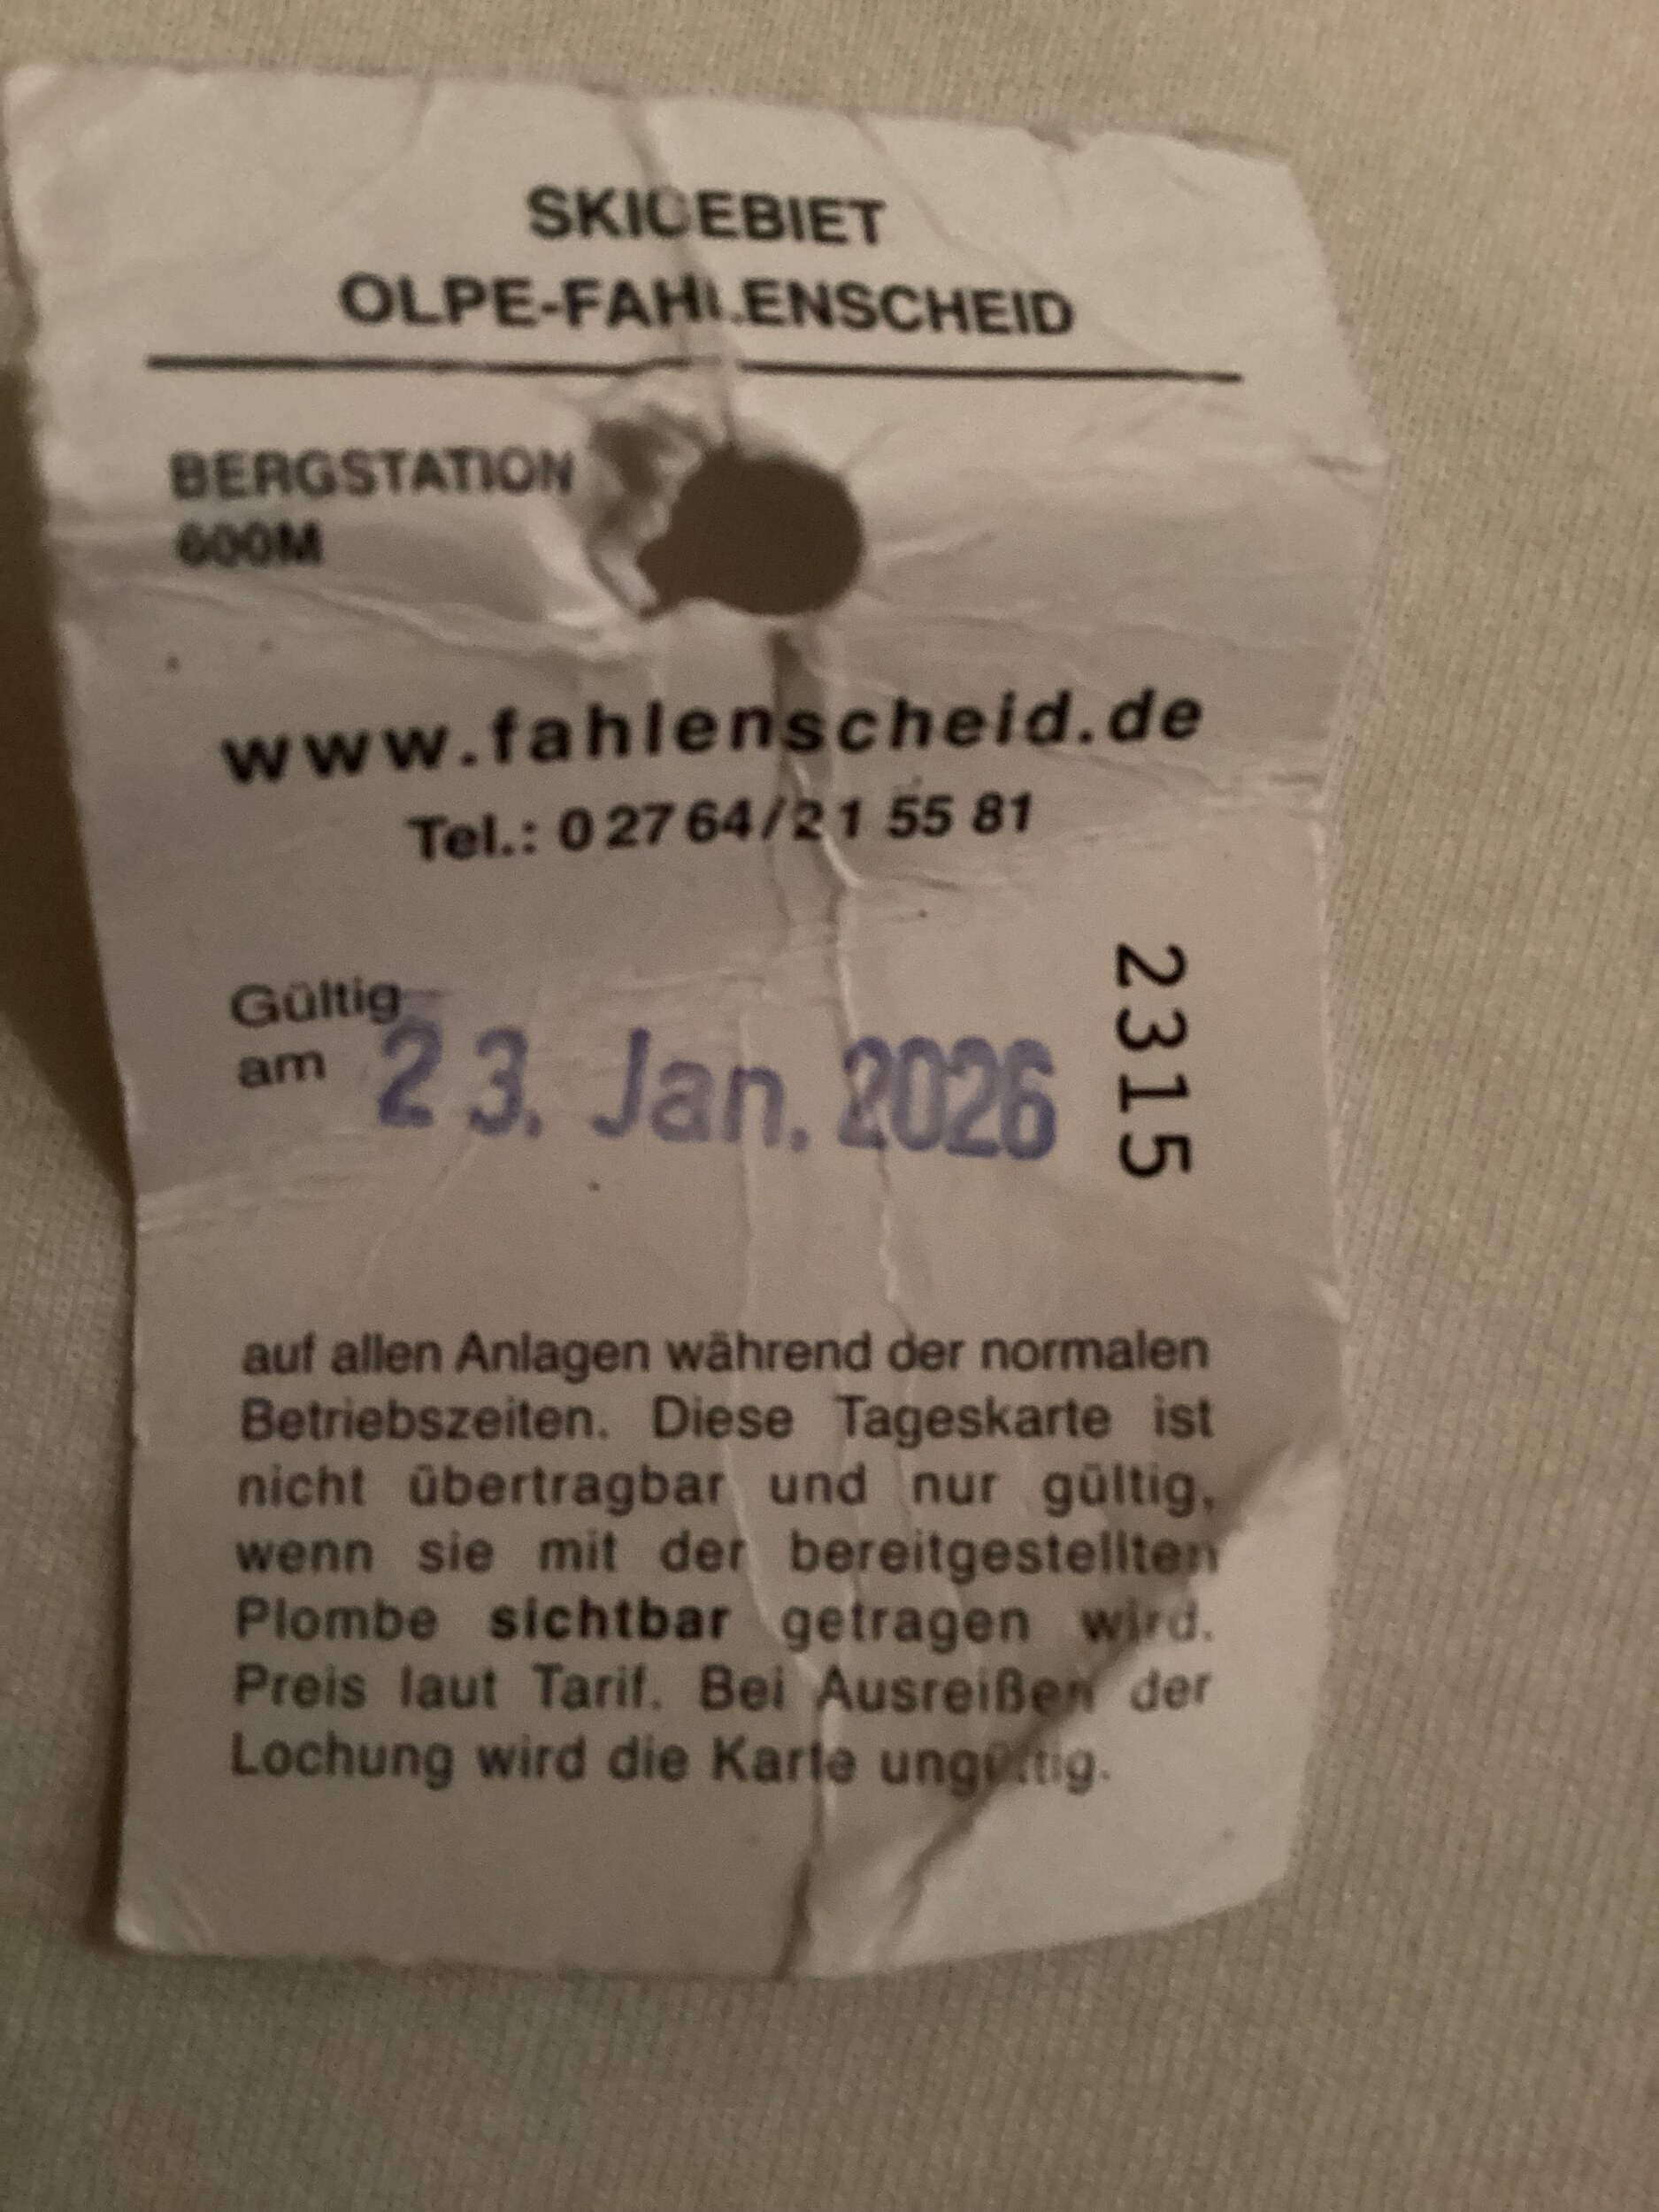 SKIGEBIET
OLPE-FAHLENSCHEID
BERGSTATION
600M
www.fahlenscheid.de
Tel.: 0 27 64/2 1 55 81
Gültig
am 23. Jan. 2026
2315
auf allen Anlagen während der normalen
Betriebszeiten. Diese Tageskarte ist
nicht übertragbar und nur gültig,
wenn sie mit der bereitgestellten
Plombe sichtbar getragen wird.
Preis laut Tarif. Bei Ausreißen der
Lochung wird die Karte ungültig.